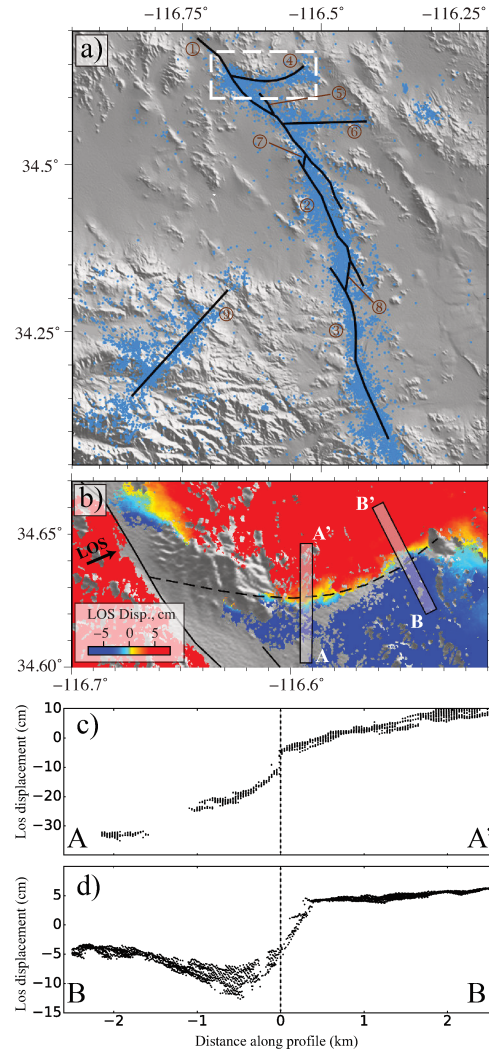 −116.75° −116.5° −116.25°
a)
①
④
⑤
⑥
⑦
34.5°
②
⑧
⑨
③
34.25°
b)
B'
34.65°
A'
LOS
LOS Disp., cm
−5 0 5
B
A
34.60°
−116.7° −116.6°
c)
10
0
−10
−20
−30
Los displacement (cm)
A A'
d)
5
0
−5
−10
−15
Los displacement (cm)
B B'
−2 −1 0 1 2
Distance along profile (km)